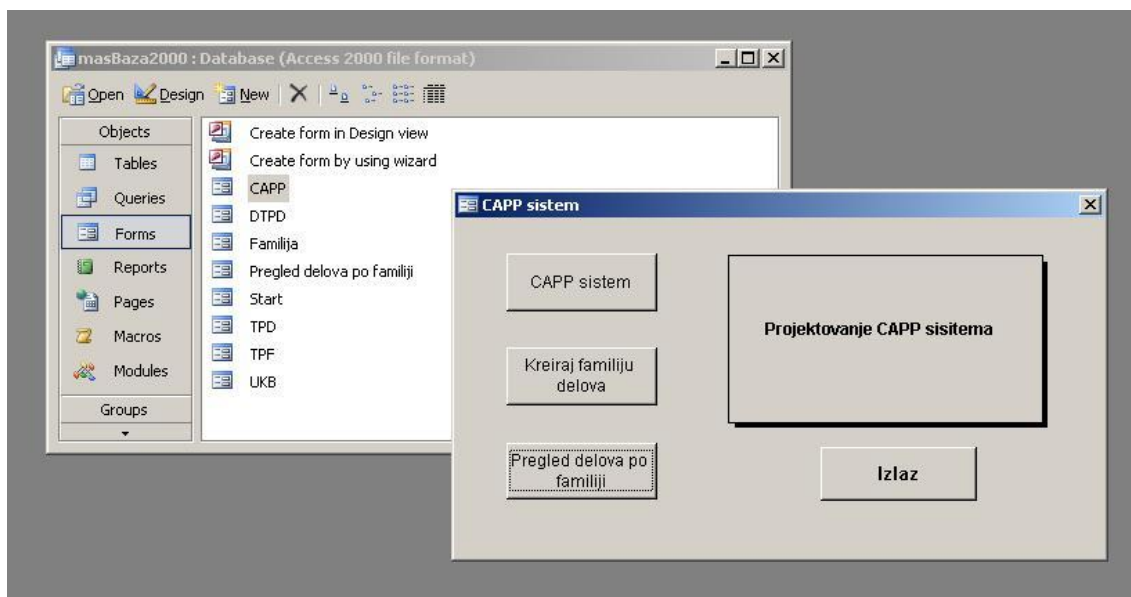 masBaza2000 : Database (Access 2000 file format)
Open Design New
Objects
Tables
Queries
Forms
Reports
Pages
Macros
Modules
Groups
Create form in Design view
Create form by using wizard
CAPP
DTPD
Familija
Pregled delova po familiji
Start
TPD
TPF
UKB
CAPP sistem
CAPP sistem
Kreiraj familiju
delova
Pregled delova po
familiji
Projektovanje CAPP sisitema
Izlaz